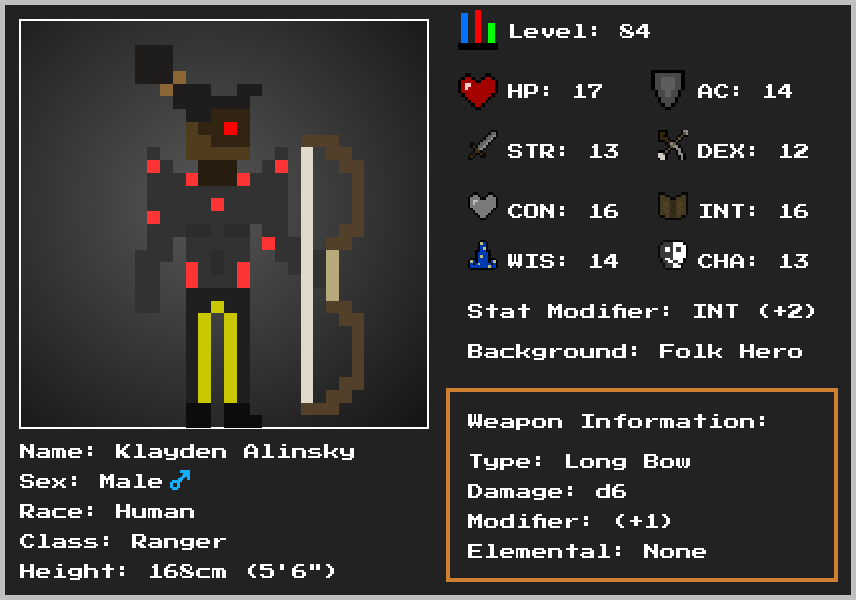 Level: 84
HP: 17 AC: 14
STR: 13 DEX: 12
CON: 16 INT: 16
WIS: 14 CHA: 13
Stat Modifier: INT (+2)
Background: Folk Hero
Weapon Information:
Type: Long Bow
Damage: d6
Modifier: (+1)
Elemental: None
Name: Klayden Alinsky
Sex: Male♂
Race: Human
Class: Ranger
Height: 168cm (5'6")